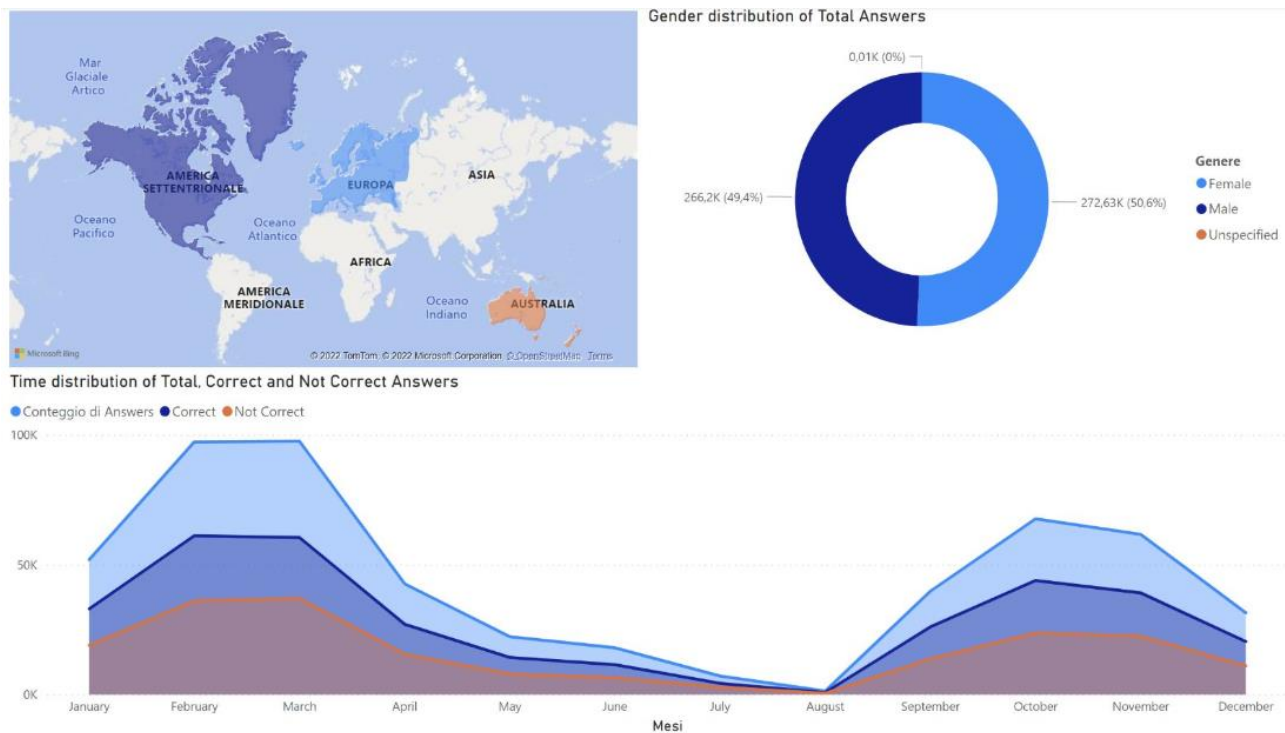 Mar
Glaciale
Artico
AMERICA
SETTENTRIONALE
EUROPA
ASIA
Oceano
Pacifico
Oceano
Atlantico
AFRICA
AMERICA
MERIDIONALE
Oceano
Indiano
AUSTRALIA
Microsoft Bing
© 2022 TomTom, © 2022 Microsoft Corporation, © OpenStreetMap Terms
Gender distribution of Total Answers
0,01K (0%)
266,2K (49,4%)
272,63K (50,6%)
Genere
Female
Male
Unspecified
Time distribution of Total, Correct and Not Correct Answers
Conteggio di Answers Correct Not Correct
100K
50K
0K
January February March April May June July August September October November December
Mesi